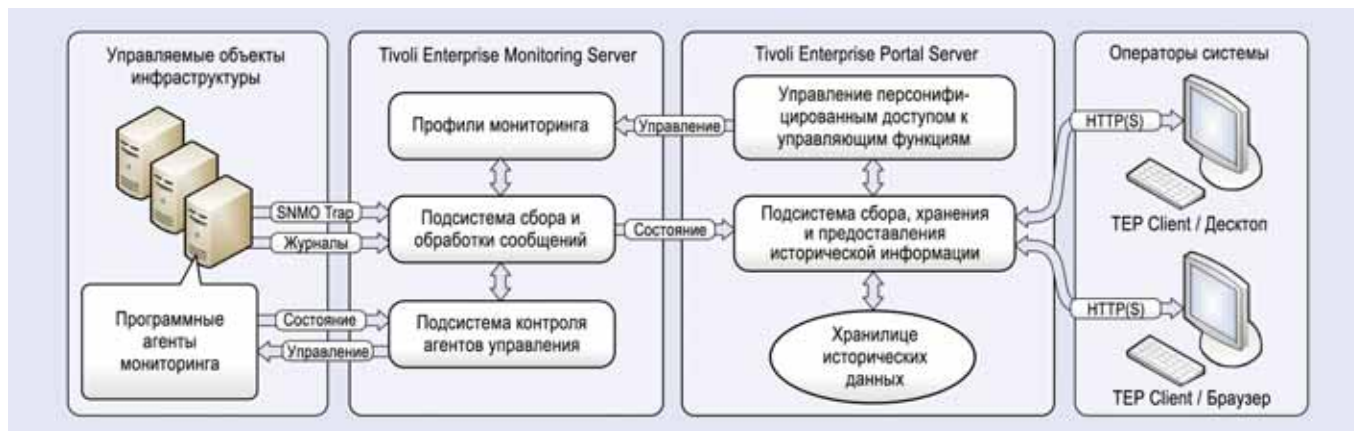 Управляемые объекты
инфраструктуры
SNMO Trap
Журналы
Программные
агенты
мониторинга
Состояние
Управление
Tivoli Enterprise Monitoring Server
Профили мониторинга
Подсистема сбора и
обработки сообщений
Подсистема контроля
агентов управления
Управление
Состояние
Tivoli Enterprise Portal Server
Управление персонифи-
цированным доступом к
управляющим функциям
Подсистема сбора, хранения
и предоставления
исторической информации
Хранилице
исторических
данных
Операторы системы
HTTP(S)
TEP Client / Десктоп
HTTP(S)
TEP Client / Браузер